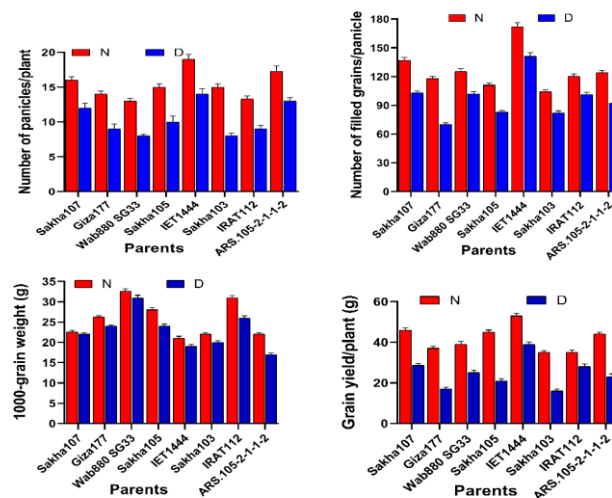 N D
Number of panicles/plant
20
15
10
5
0
Sakha107
Giza177
Wab880 SG33
Sakha105
IET1444
Sakha103
IRAT112
ARS.105-2-1-1-2
Parents
N D
Number of filled grains/panicle
180
150
120
90
60
30
0
Sakha107
Giza177
Wab880 SG33
Sakha105
IET1444
Sakha103
IRAT112
ARS.105-2-1-1-2
Parents
N D
1000-grain weight (g)
35
30
25
20
15
10
5
0
Sakha107
Giza177
Wab880 SG33
Sakha105
IET1444
Sakha103
IRAT112
ARS.105-2-1-1-2
Parents
N D
Grain yield/plant (g)
60
40
20
0
Sakha107
Giza177
Wab880 SG33
Sakha105
IET1444
Sakha103
IRAT112
ARS.105-2-1-1-2
Parents